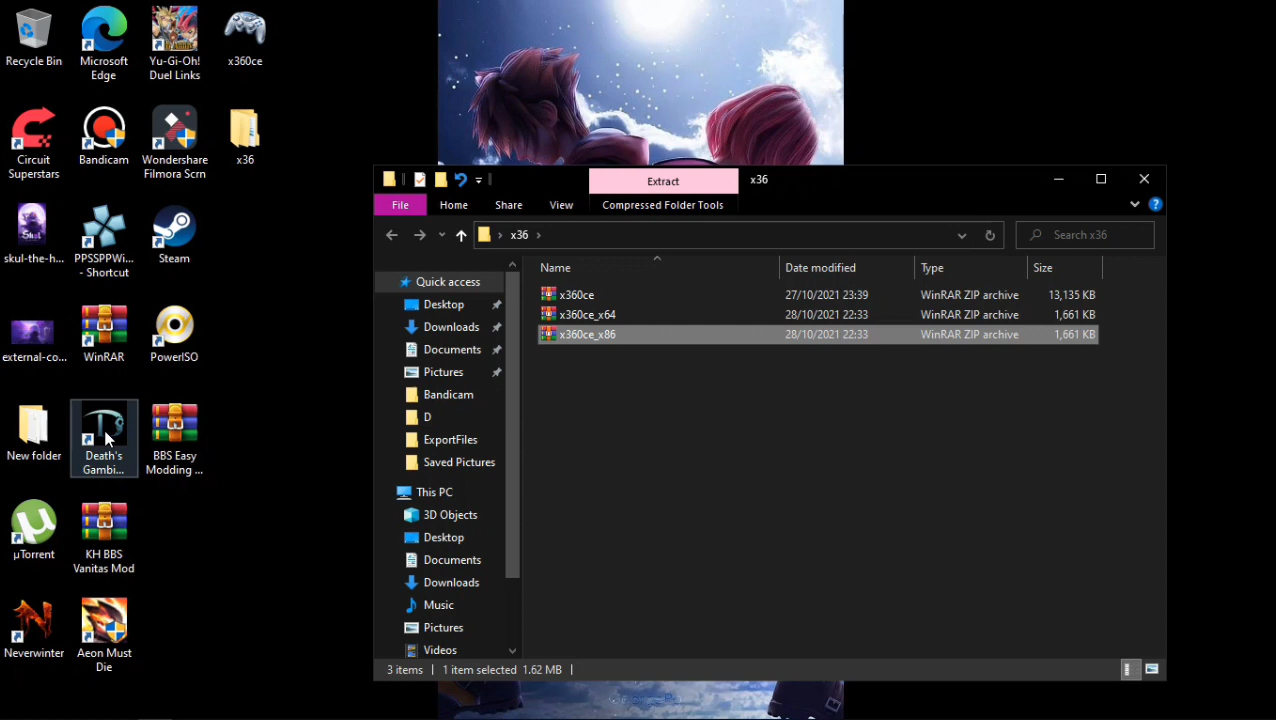 Recycle Bin
Microsoft
Edge
Yu-Gi-Oh!
Duel Links
x360ce
Circuit
Superstars
Bandicam
Wondershare
Filmora Scrn
x36
skul-the-h...
PPSSPPWi...
- Shortcut
Steam
external-co...
WinRAR
PowerISO
New folder
Death's
Gambi...
BBS Easy
Modding ...
µTorrent
KH BBS
Vanitas Mod
Neverwinter
Aeon Must
Die
Extract
x36
File
Home
Share
View
Compressed Folder Tools
x36
Search x36
Name
Date modified
Type
Size
x360ce
27/10/2021 23:39
WinRAR ZIP archive
13,135 KB
x360ce_x64
28/10/2021 22:33
WinRAR ZIP archive
1,661 KB
x360ce_x86
28/10/2021 22:33
WinRAR ZIP archive
1,661 KB
Quick access
Desktop
Downloads
Documents
Pictures
Bandicam
D
ExportFiles
Saved Pictures
This PC
3D Objects
Desktop
Documents
Downloads
Music
Pictures
Videos
3 items
1 item selected 1.62 MB